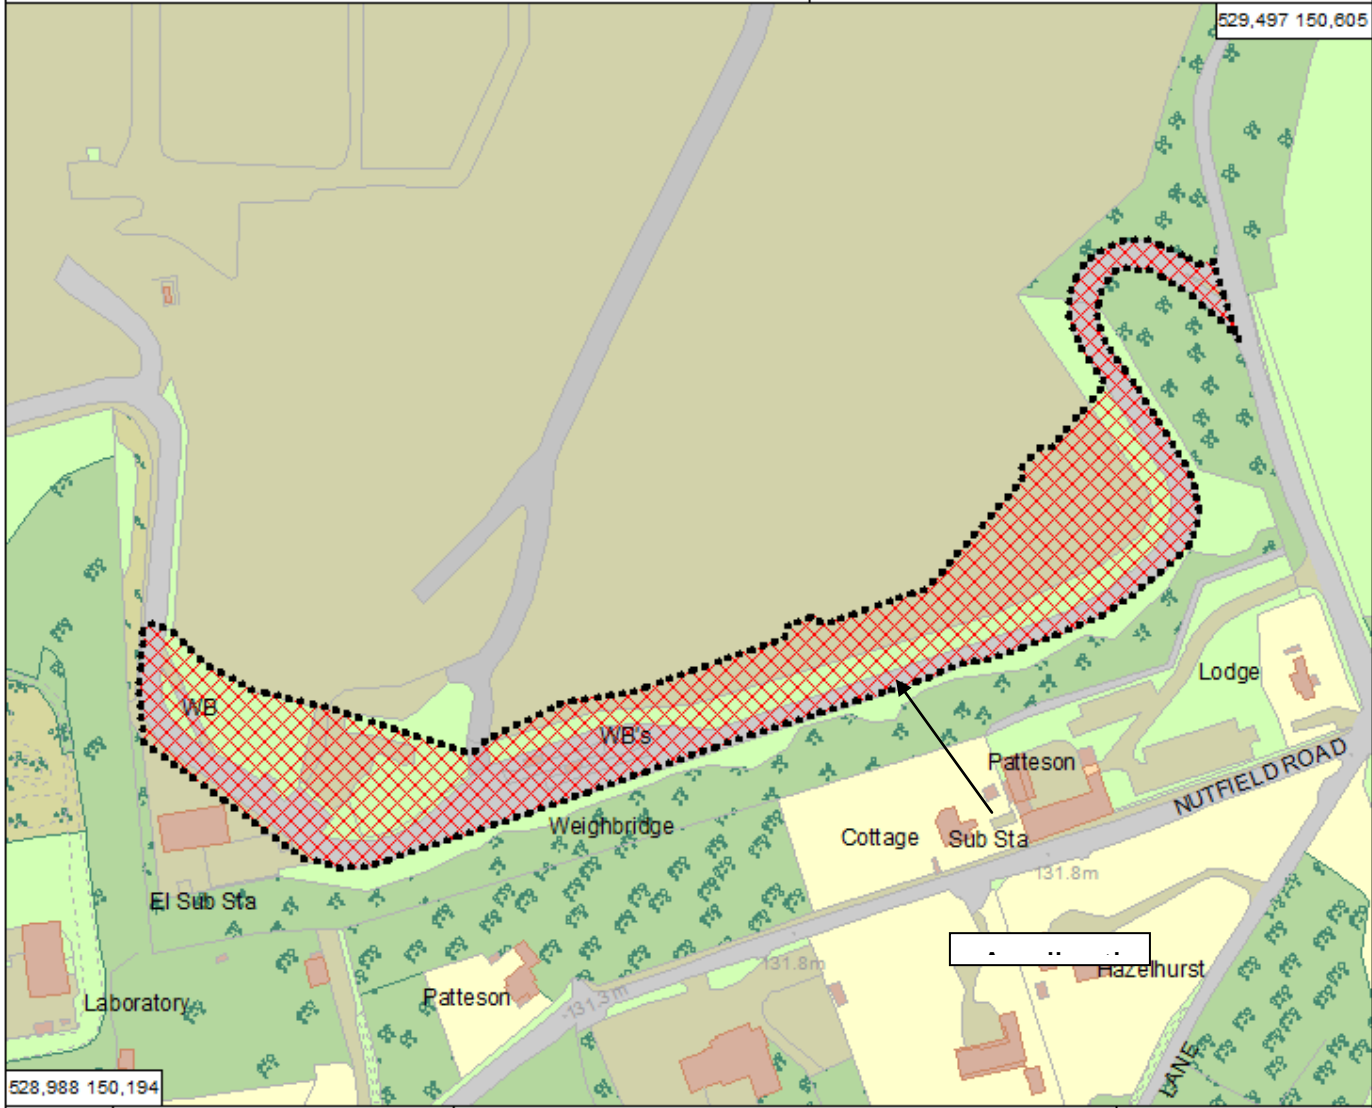 529,497 150,605
WB
WB's
Lodge
Patteson
NUTFIELD ROAD
Weighbridge
Cottage
Sub Sta
131.8m
El Sub Sta
131.8m
Hazelhurst
Patteson
131.3m
Laboratory
LANE
528,988 150,194